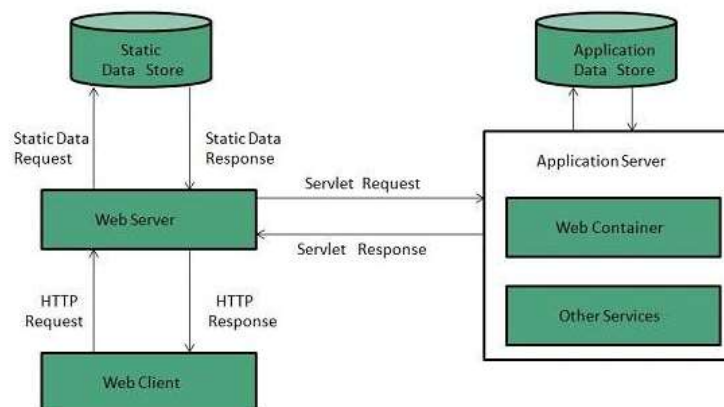 Static
Data Store
Application
Data Store
Static Data
Request
Static Data
Response
Application Server
Servlet Request
Web Server
Web Container
Servlet Response
HTTP
Request
HTTP
Response
Other Services
Web Client